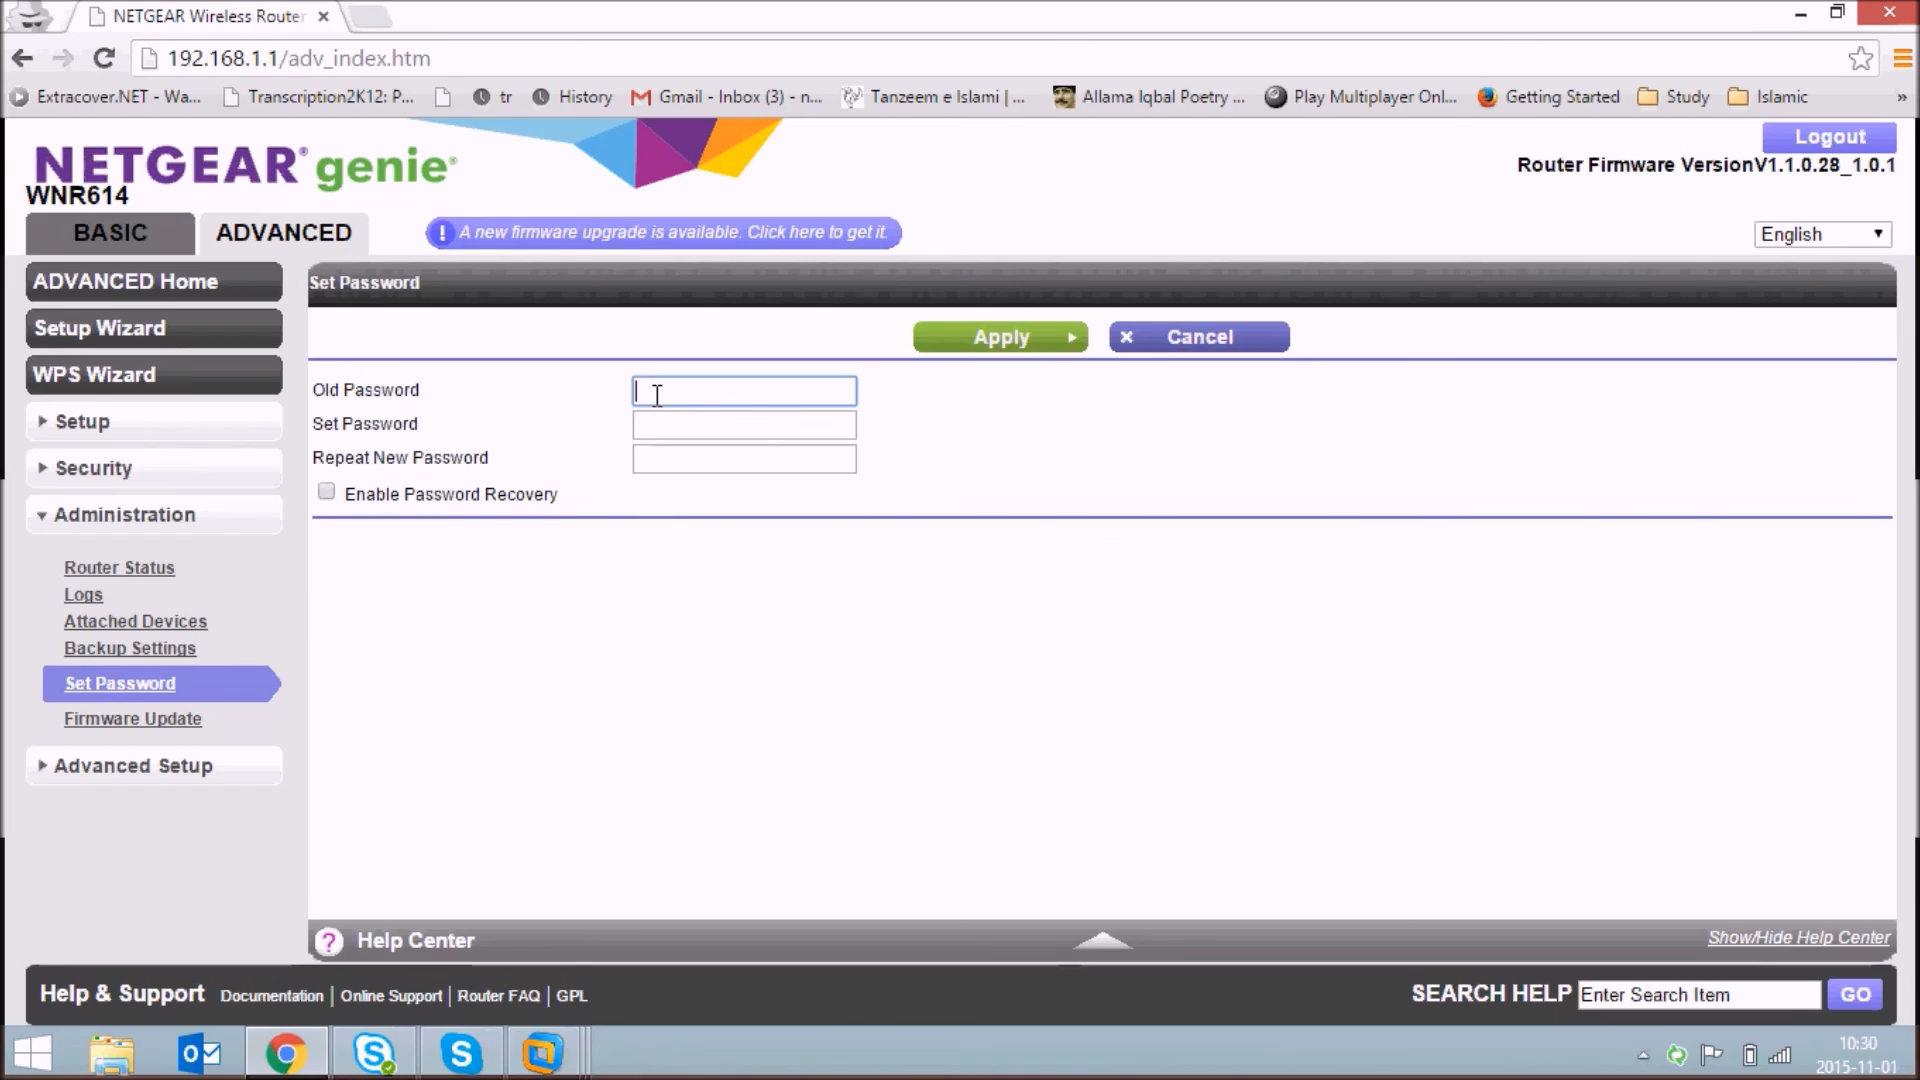 NETGEAR Wireless Router
192.168.1.1/adv_index.htm
Extracover.NET - Wa... Transcription2K12: P... tr History Gmail - Inbox (3) - n... Tanzeem e Islami | ... Allama Iqbal Poetry ... Play Multiplayer Onl... Getting Started Study Islamic »
NETGEAR® genie®
Logout
WNR614
Router Firmware VersionV1.1.0.28_1.0.1
BASIC ADVANCED
! A new firmware upgrade is available. Click here to get it.
English
ADVANCED Home
Setup Wizard
WPS Wizard
Setup
Security
Administration
Router Status
Logs
Attached Devices
Backup Settings
Set Password
Firmware Update
Advanced Setup
Set Password
Apply Cancel
Old Password
Set Password
Repeat New Password
Enable Password Recovery
? Help Center
Show/Hide Help Center
Help & Support Documentation | Online Support | Router FAQ | GPL
SEARCH HELP Enter Search Item GO
10:30
2015-11-01